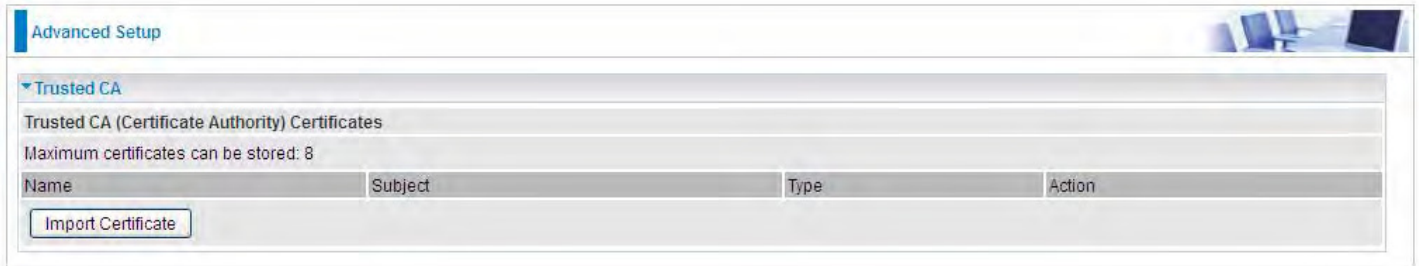 Advanced Setup
Trusted CA
Trusted CA (Certificate Authority) Certificates
Maximum certificates can be stored: 8
Name Subject Type Action
Import Certificate